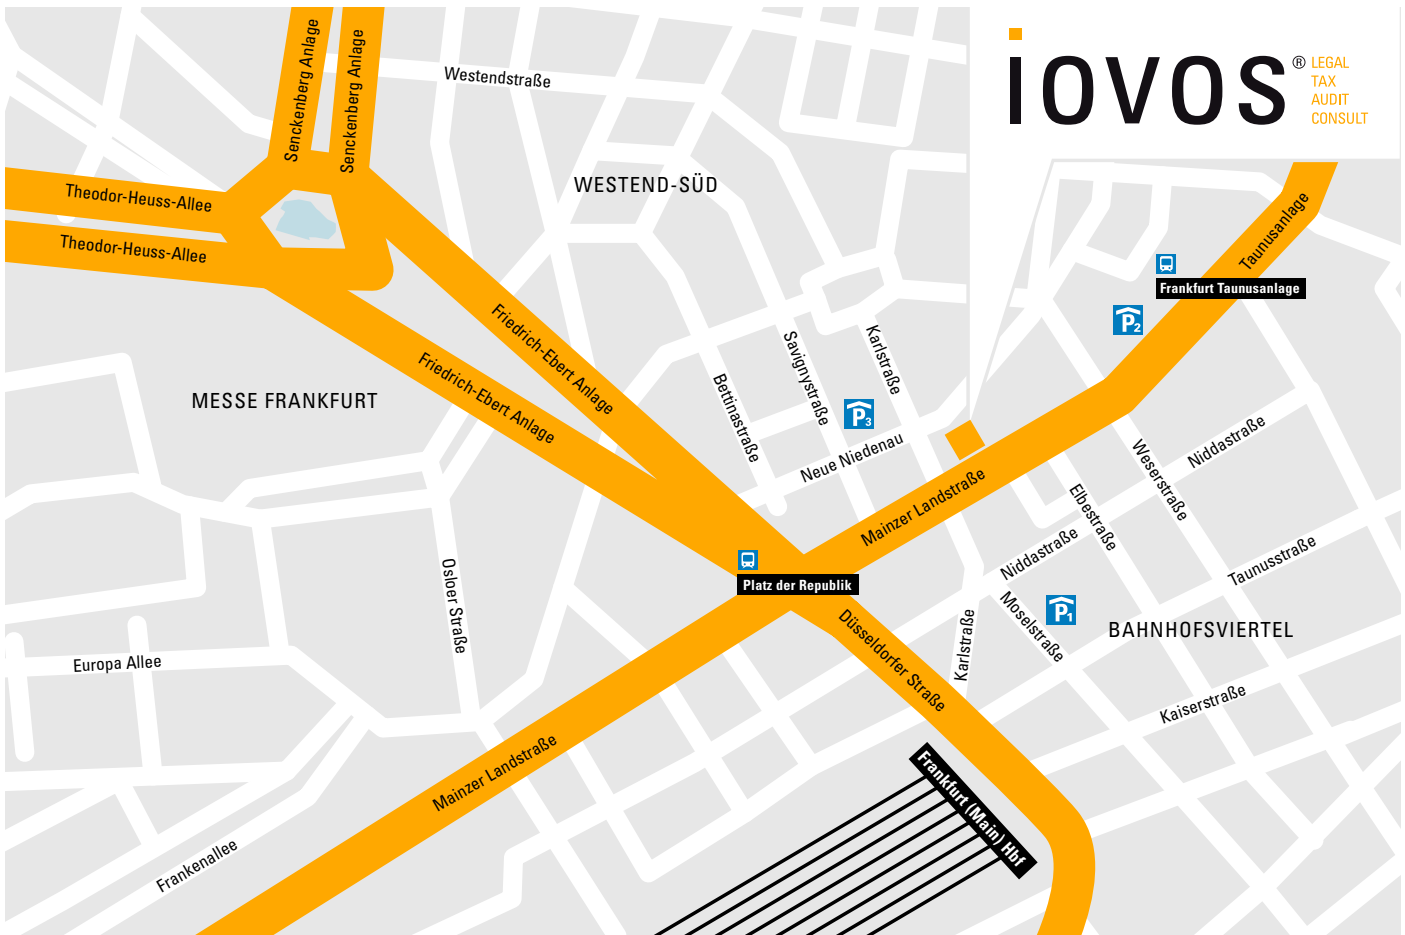 iOVOS®
LEGAL
TAX
AUDIT
CONSULT
Senckenberg Anlage
Senckenberg Anlage
Westendstraße
WESTEND-SÜD
Theodor-Heuss-Allee
Theodor-Heuss-Allee
Taunusanlage
Frankfurt Taunusanlage
P2
Friedrich-Ebert Anlage
Friedrich-Ebert Anlage
Savignystraße
Karlstraße
Bettinastraße
MESSE FRANKFURT
P3
Neue Niedenau
Mainzer Landstraße
Weserstraße
Niddastraße
Elbestraße
Niddastraße
Taunusstraße
Osloer Straße
Platz der Republik
P1
Moselstraße
BAHNHOFSVIERTEL
Karlstraße
Düsseldorfer Straße
Europa Allee
Kaiserstraße
Mainzer Landstraße
Frankfurt (Main) Hbf
Frankenallee